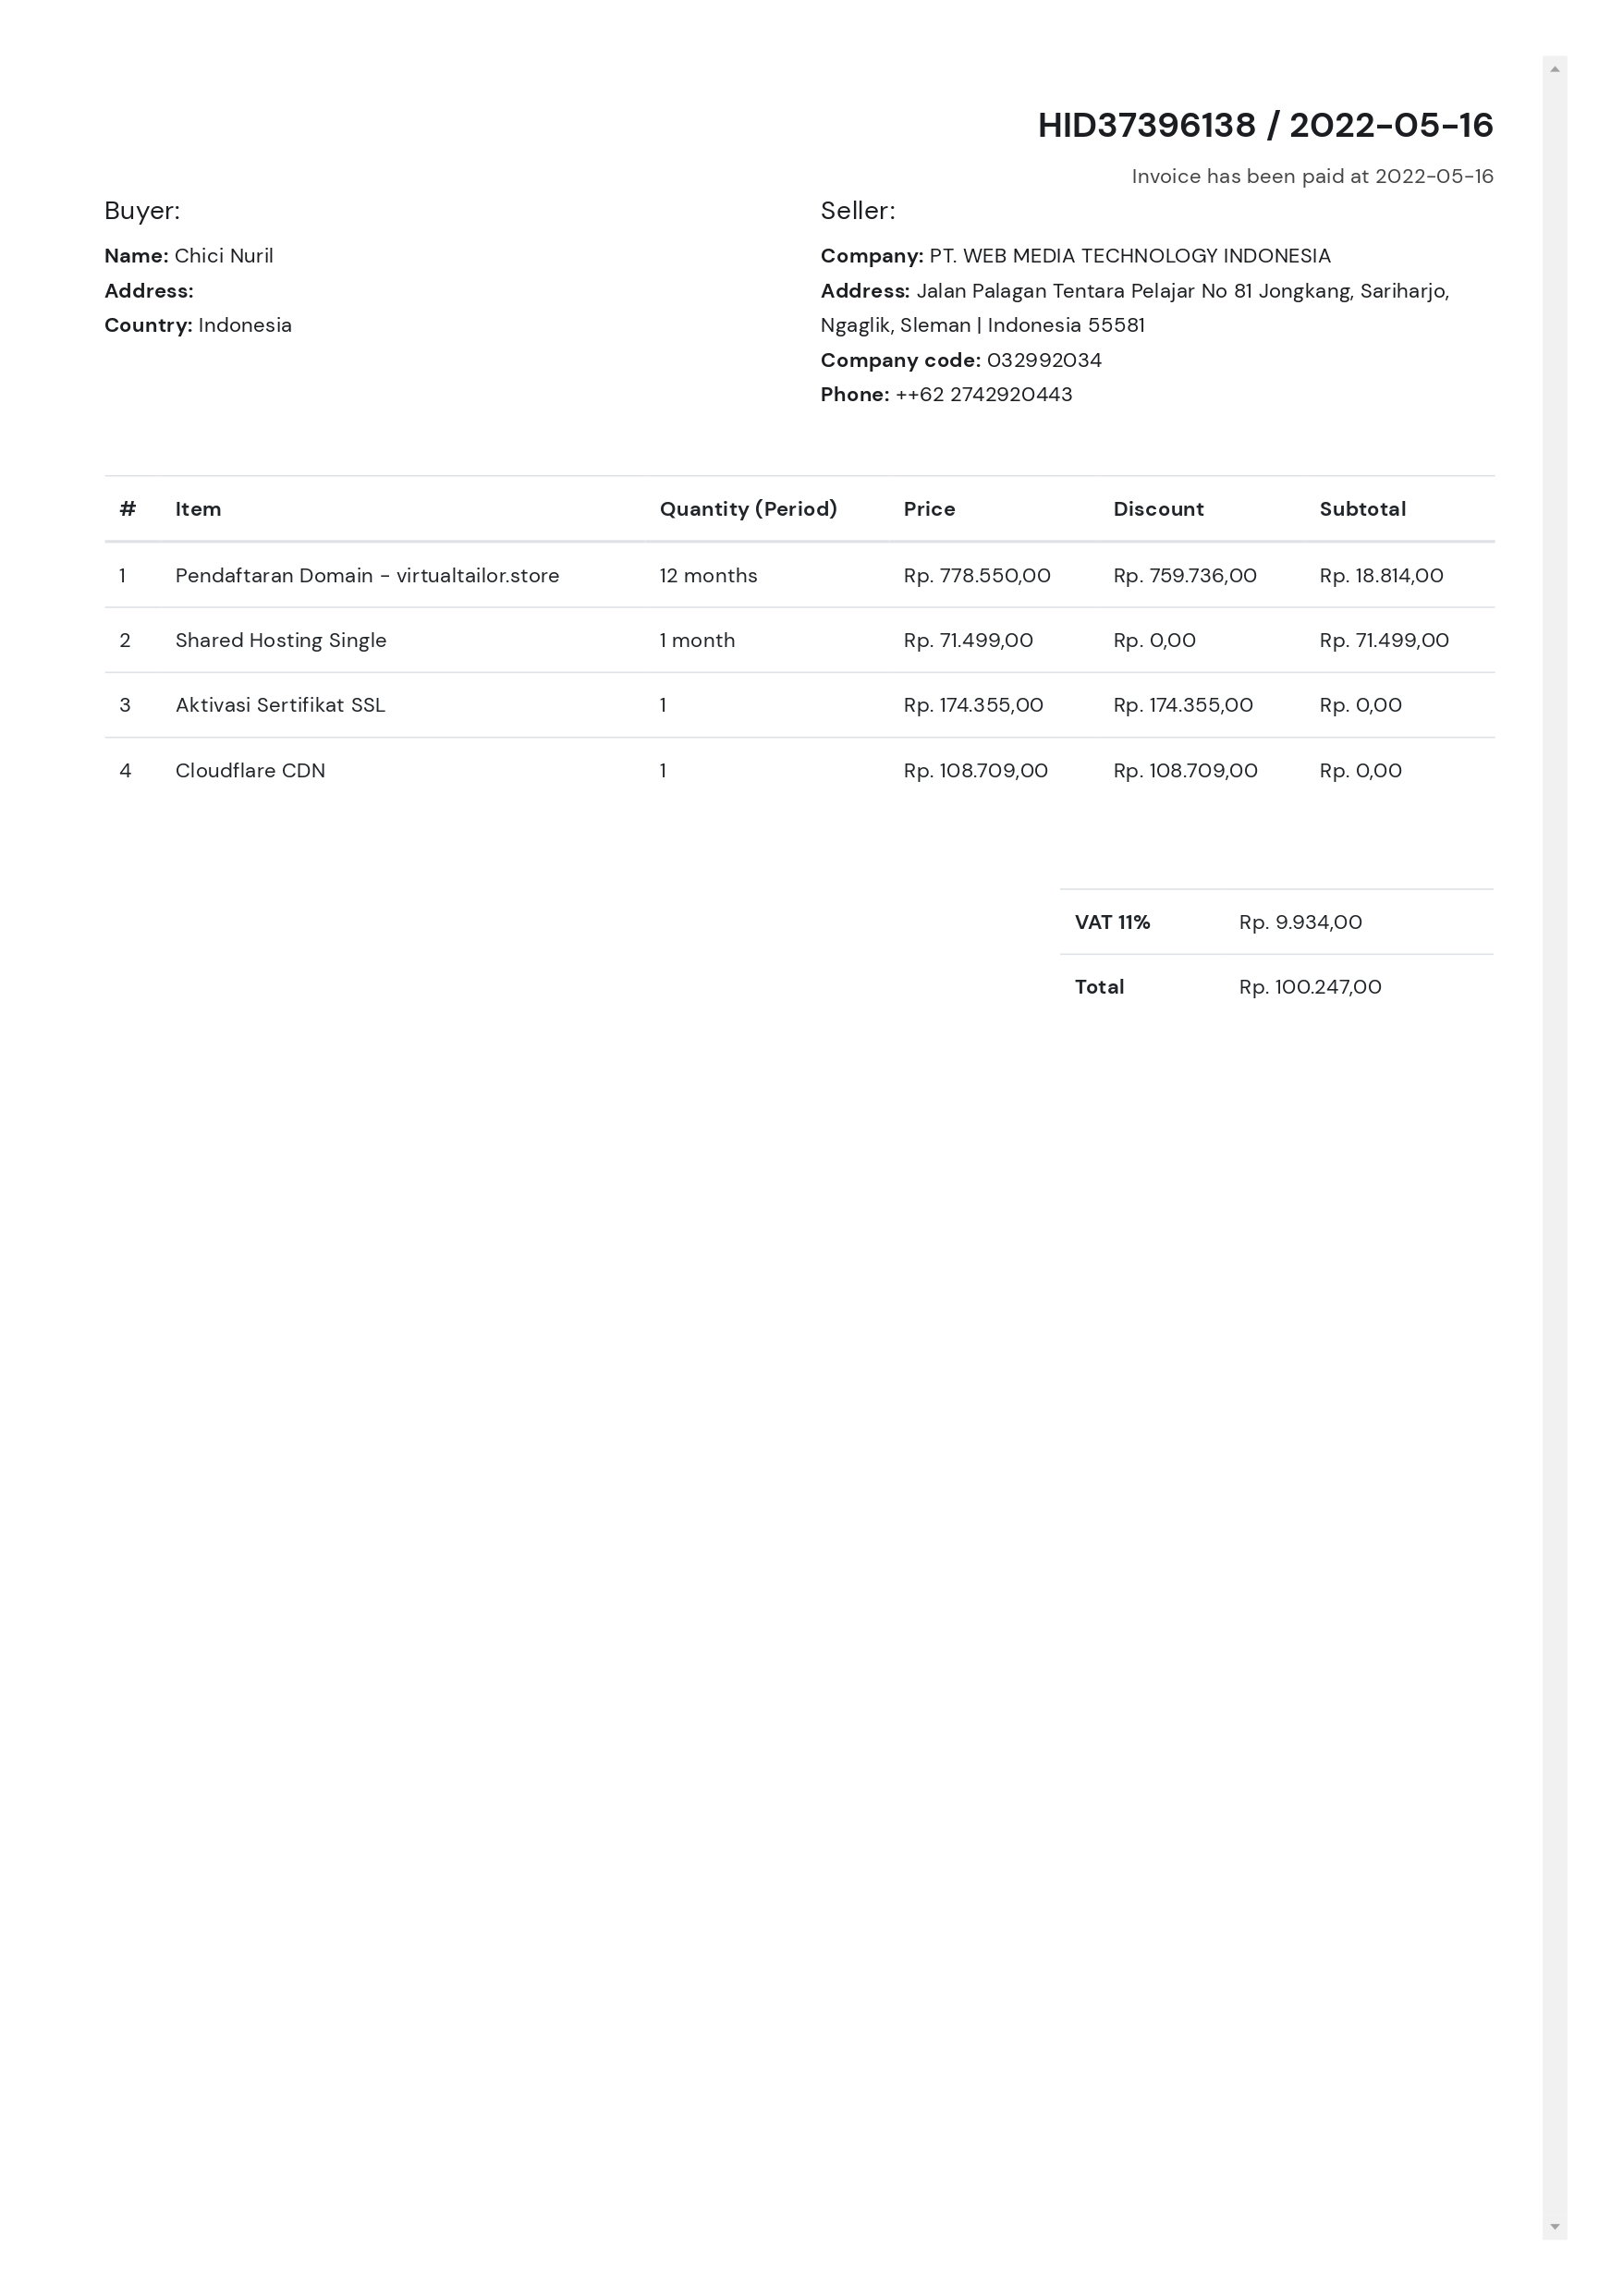 HID37396138 / 2022-05-16
Invoice has been paid at 2022-05-16
Buyer:
Name: Chici Nuril
Address:
Country: Indonesia
Seller:
Company: PT. WEB MEDIA TECHNOLOGY INDONESIA
Address: Jalan Palagan Tentara Pelajar No 81 Jongkang, Sariharjo,
Ngaglik, Sleman | Indonesia 55581
Company code: 032992034
Phone: ++62 2742920443
# Item Quantity (Period) Price Discount Subtotal
1 Pendaftaran Domain - virtualtailor.store 12 months Rp. 778.550,00 Rp. 759.736,00 Rp. 18.814,00
2 Shared Hosting Single 1 month Rp. 71.499,00 Rp. 0,00 Rp. 71.499,00
3 Aktivasi Sertifikat SSL 1 Rp. 174.355,00 Rp. 174.355,00 Rp. 0,00
4 Cloudflare CDN 1 Rp. 108.709,00 Rp. 108.709,00 Rp. 0,00
VAT 11% Rp. 9.934,00
Total Rp. 100.247,00